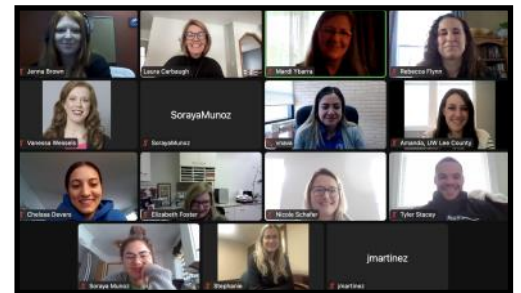 Jenna Brown
Laura Carbaugh
Mandi Ybarra
Rebecca Flynn
Vanessa Wessels
SorayaMunoz
SorayaMunoz
Amanda, UW Lee County
Chelsea Devers
Elizabeth Foster
Nicole Schafer
Tyler Stacey
Soraya Munoz
Stephanie
jmartinez
jmartinez